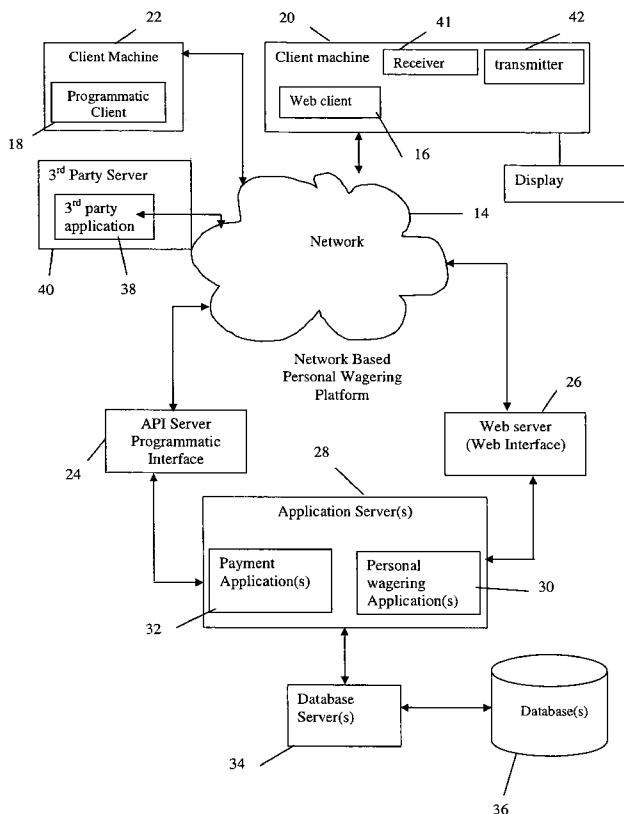 22
20
41
42
Client Machine
Programmatic
Client
18
Client machine
Receiver
transmitter
Web client
16
Display
3rd Party Server
3rd party
application
40
38
14
Network
Network Based
Personal Wagering
Platform
API Server
Programmatic
Interface
24
26
Web server
(Web Interface)
28
Application Server(s)
Payment
Application(s)
32
Personal
wagering
Application(s)
30
Database
Server(s)
34
Database(s)
36